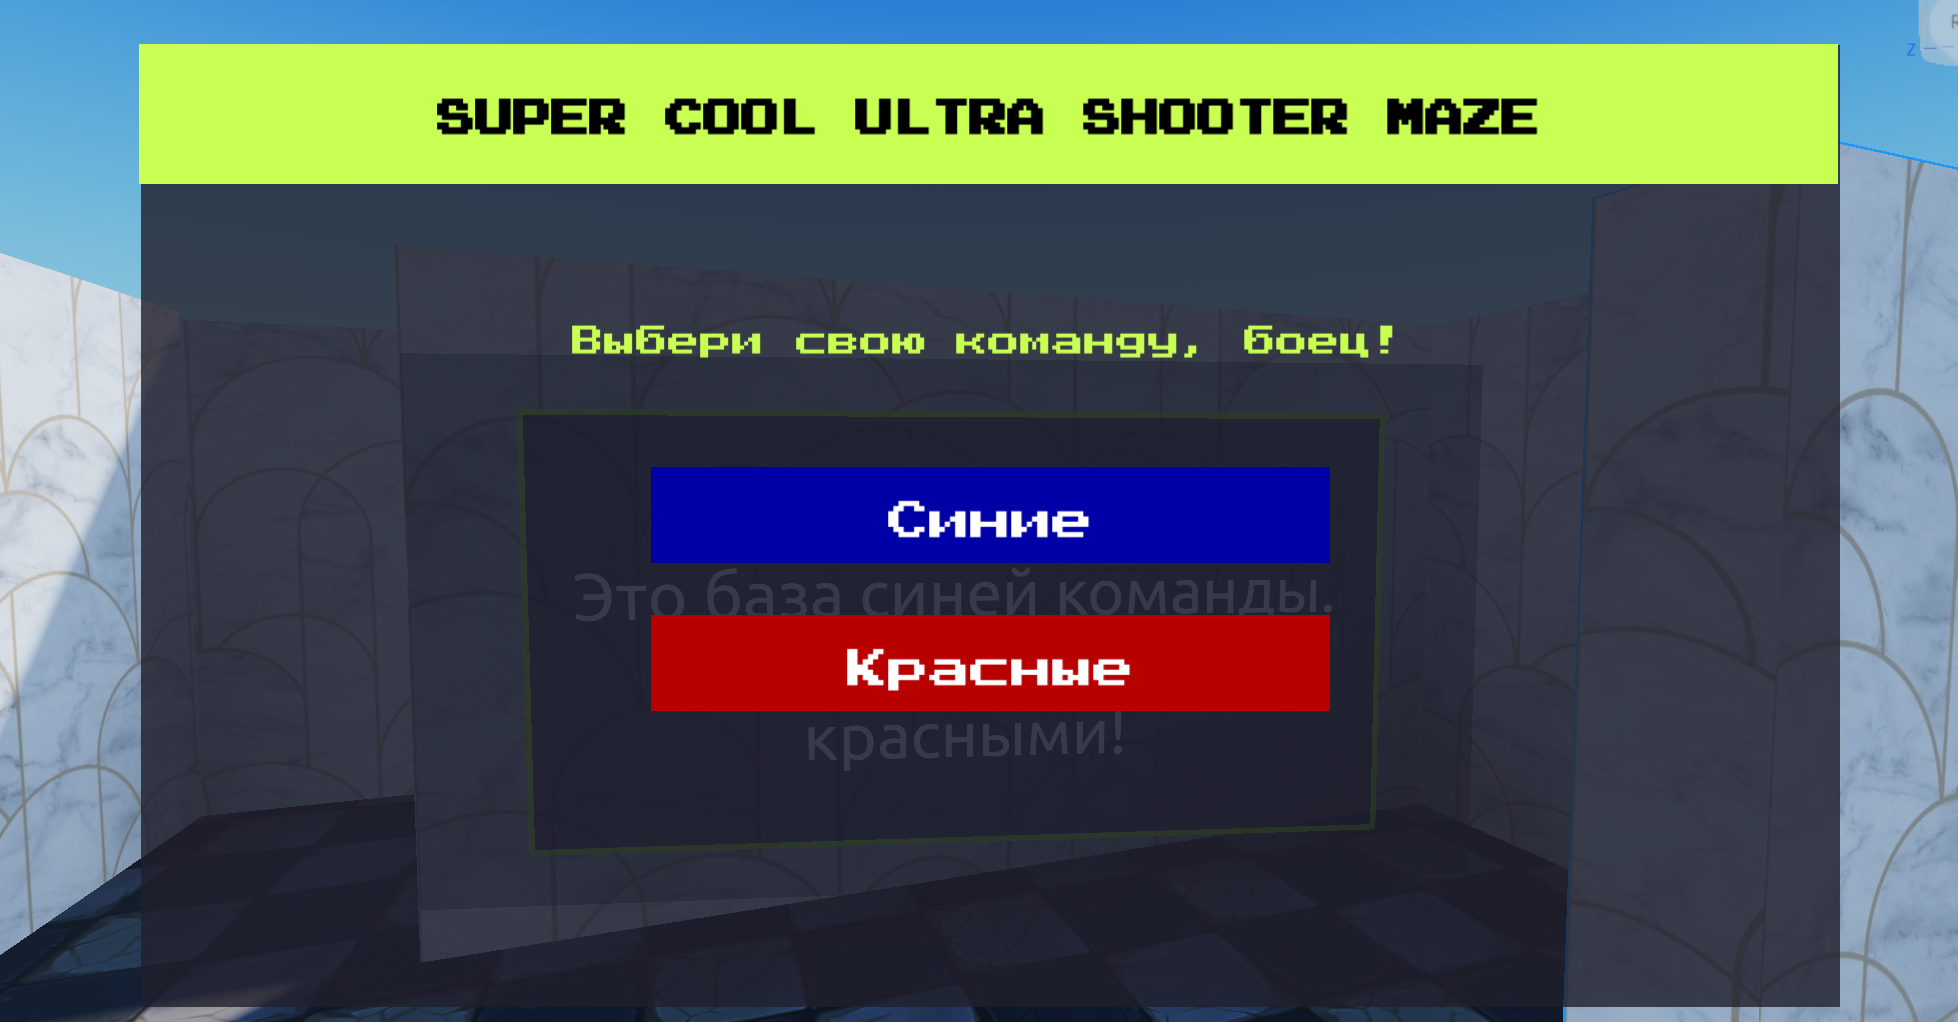 SUPER COOL ULTRA SHOOTER MAZE
Выбери свою команду, боец!
Синие
Это база синей команды.
Красные
красными!